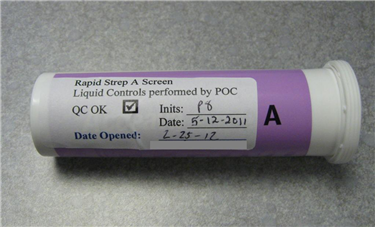 Rapid Strep A Screen
Liquid Controls performed by POC
QC OK ☑ Inits: P8
Date: 5-12-2011
Date Opened: 2-25-12
A